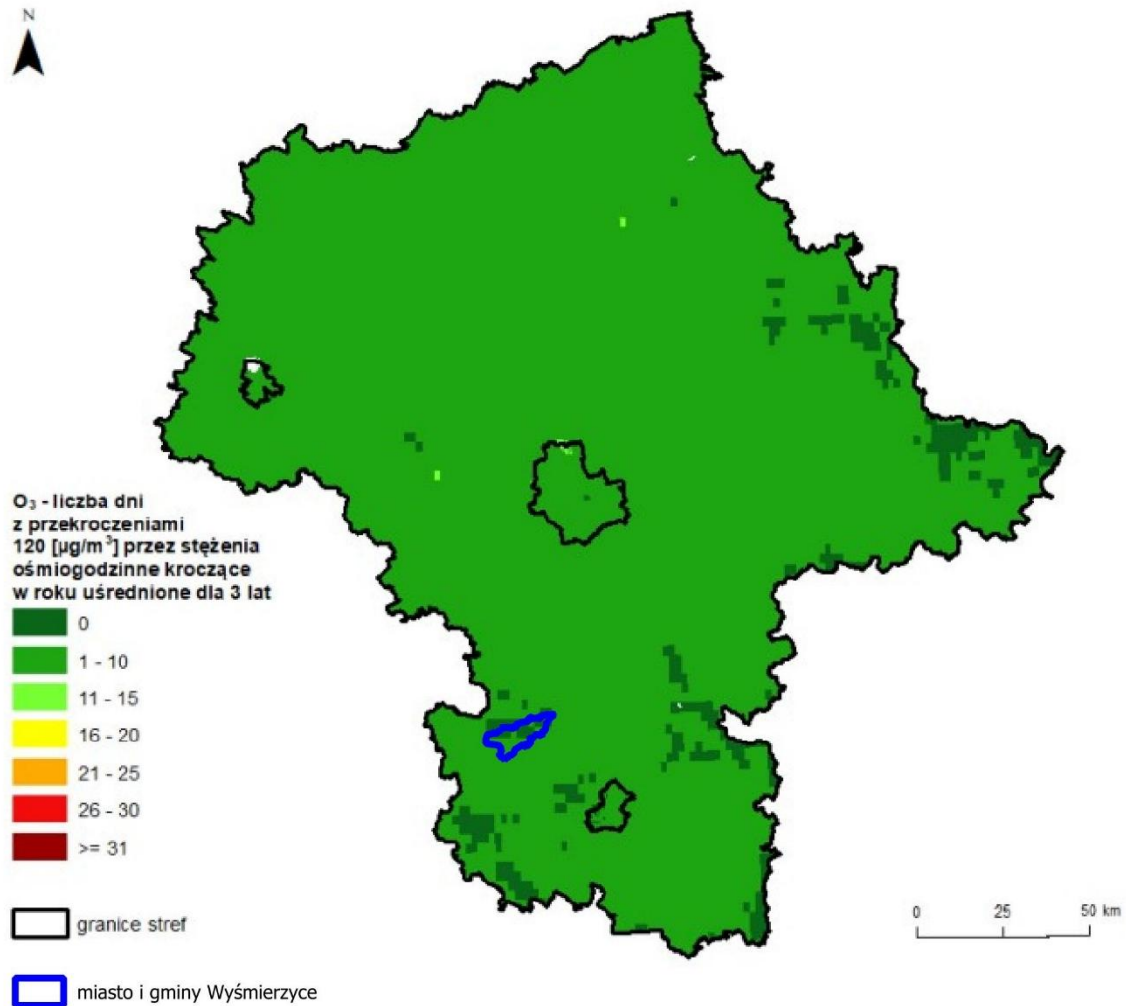 N
O₃ - liczba dni
z przekroczeniami
120 [µg/m³] przez stężenia
ośmiogodzinne kroczące
w roku uśrednione dla 3 lat
0
1 - 10
11 - 15
16 - 20
21 - 25
26 - 30
>= 31
granice stref
miasto i gminy Wyśmierzyce
0 25 50 km